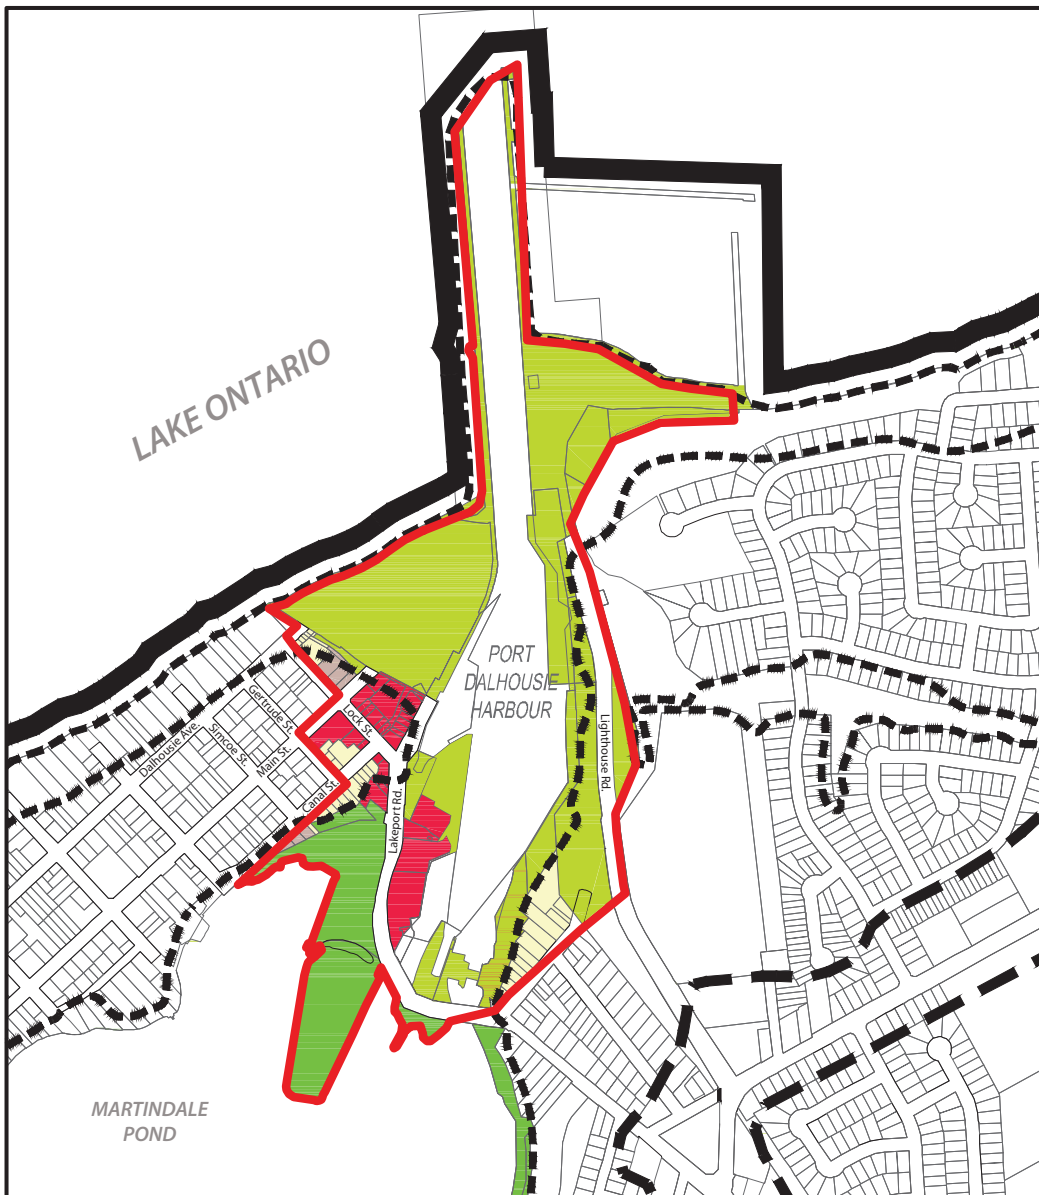 LAKE ONTARIO
PORT
DALHOUSIE
HARBOUR
Gertrude St.
Lock St.
Dalhousie Ave.
Simcoe St.
Main St.
Canal St.
Lakeport Rd.
Lighthouse Rd.
MARTINDALE
POND